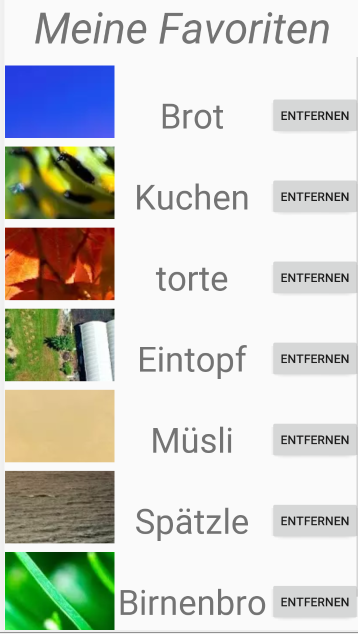 Meine Favoriten
Brot
ENTFERNEN
Kuchen
ENTFERNEN
torte
ENTFERNEN
Eintopf
ENTFERNEN
Müsli
ENTFERNEN
Spätzle
ENTFERNEN
Birnenbro
ENTFERNEN